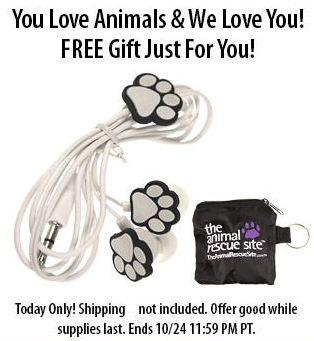 You Love Animals & We Love You!
FREE Gift Just For You!
the
animal
rescue site
TheAnimalRescueSite.com
Today Only! Shipping not included. Offer good while
supplies last. Ends 10/24 11:59 PM PT.